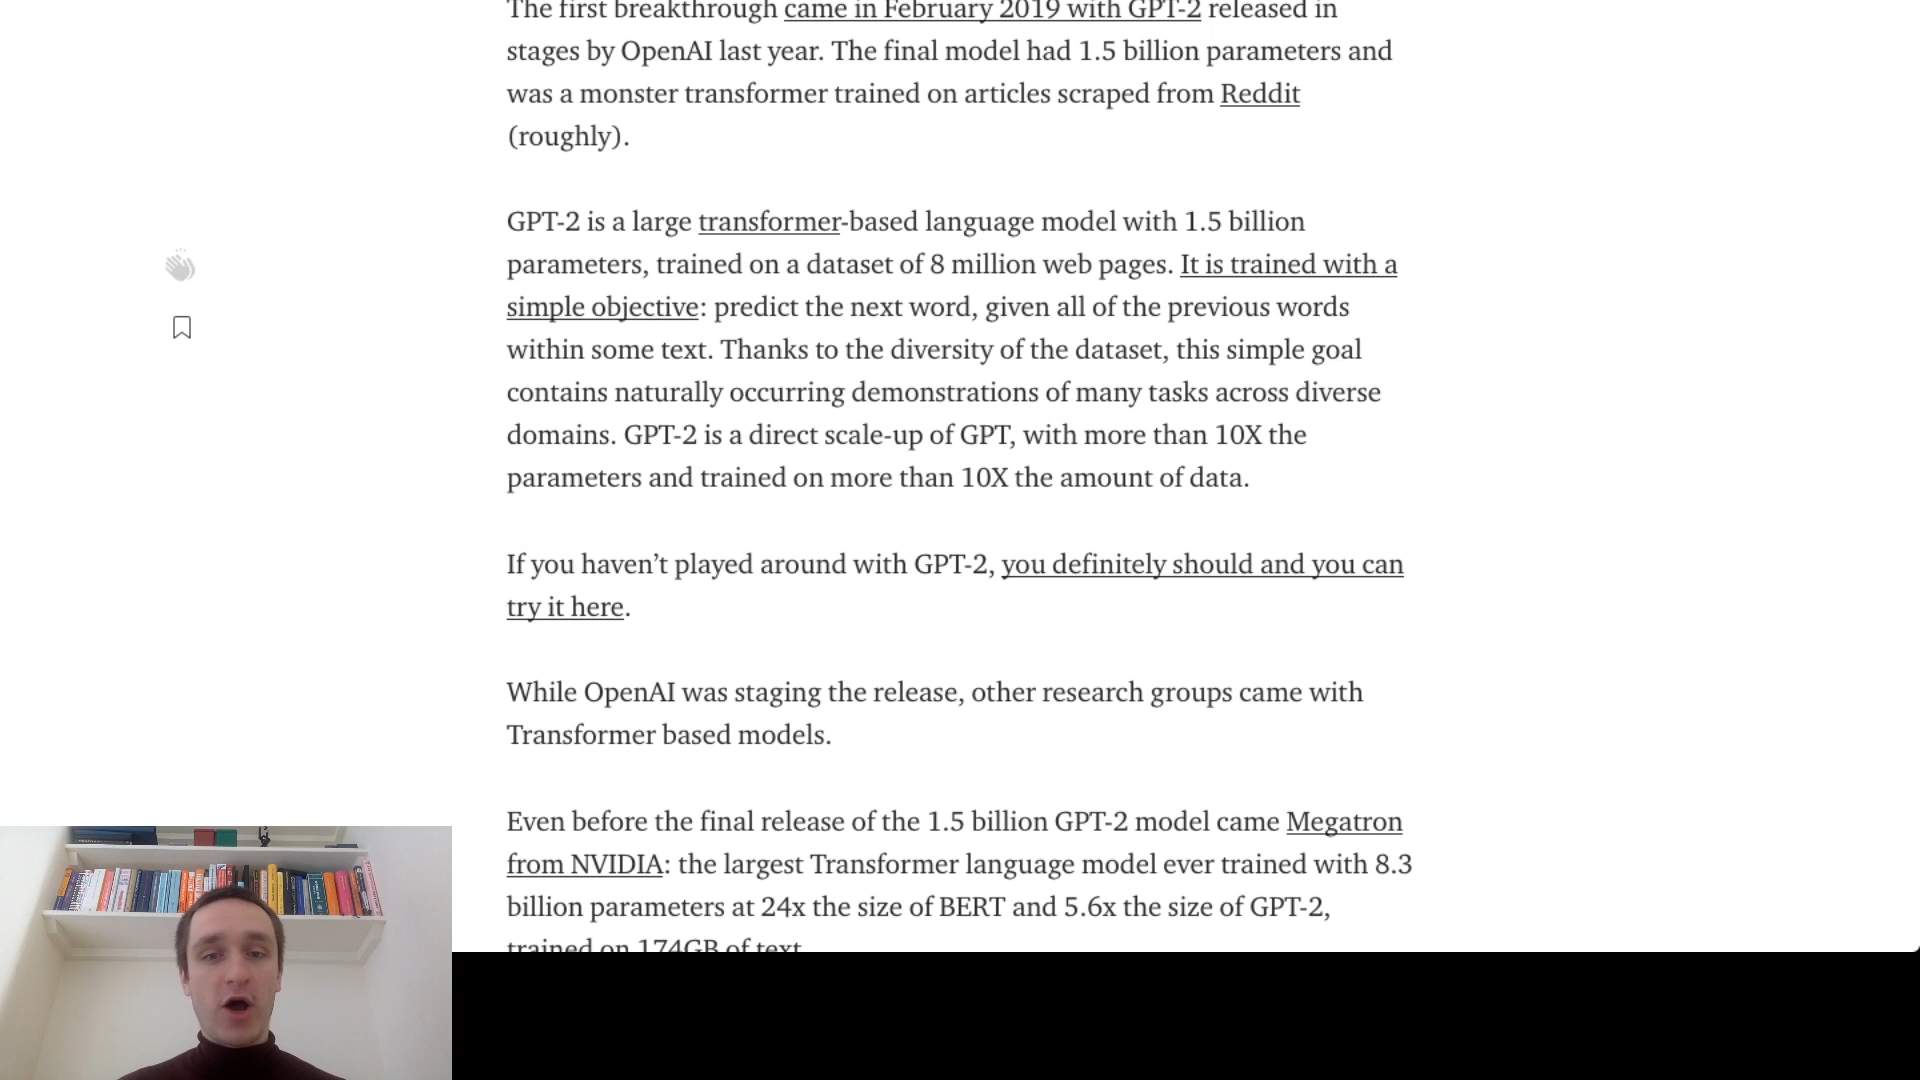 The first breakthrough came in February 2019 with GPT-2 released in
stages by OpenAI last year. The final model had 1.5 billion parameters and
was a monster transformer trained on articles scraped from Reddit
(roughly).
GPT-2 is a large transformer-based language model with 1.5 billion
parameters, trained on a dataset of 8 million web pages. It is trained with a
simple objective: predict the next word, given all of the previous words
within some text. Thanks to the diversity of the dataset, this simple goal
contains naturally occurring demonstrations of many tasks across diverse
domains. GPT-2 is a direct scale-up of GPT, with more than 10X the
parameters and trained on more than 10X the amount of data.
If you haven’t played around with GPT-2, you definitely should and you can
try it here.
While OpenAI was staging the release, other research groups came with
Transformer based models.
Even before the final release of the 1.5 billion GPT-2 model came Megatron
from NVIDIA: the largest Transformer language model ever trained with 8.3
billion parameters at 24x the size of BERT and 5.6x the size of GPT-2,
trained on 174GB of text.